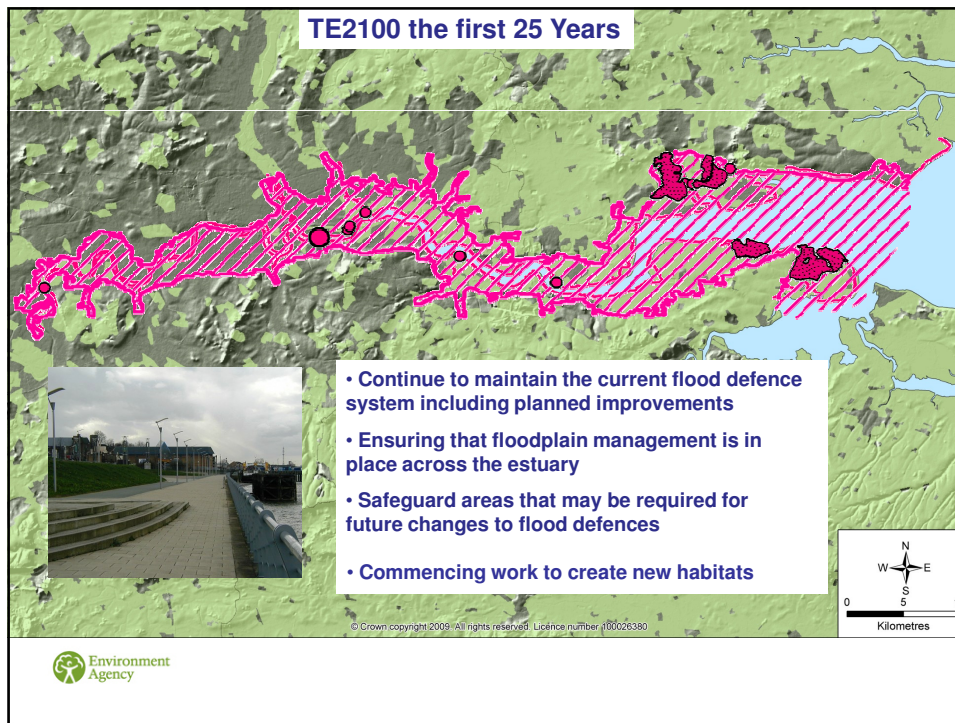 TE2100 the first 25 Years
• Continue to maintain the current flood defence
system including planned improvements
• Ensuring that floodplain management is in
place across the estuary
• Safeguard areas that may be required for
future changes to flood defences
• Commencing work to create new habitats
N
W E
S
0 5 1
Kilometres
© Crown copyright 2009. All rights reserved. Licence number 100026380
Environment
Agency